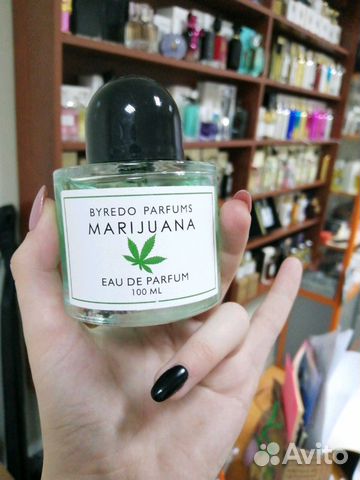 BYREDO PARFUMS
MARIJUANA
EAU DE PARFUM
100 ML
Avito